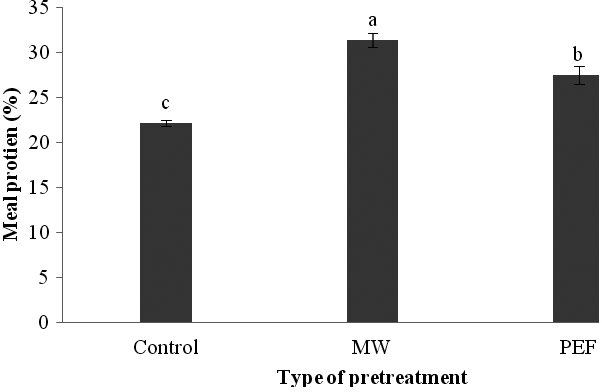 35
a
30
b
25
c
20
15
10
5
0
Meal protien (%)
Control MW PEF
Type of pretreatment